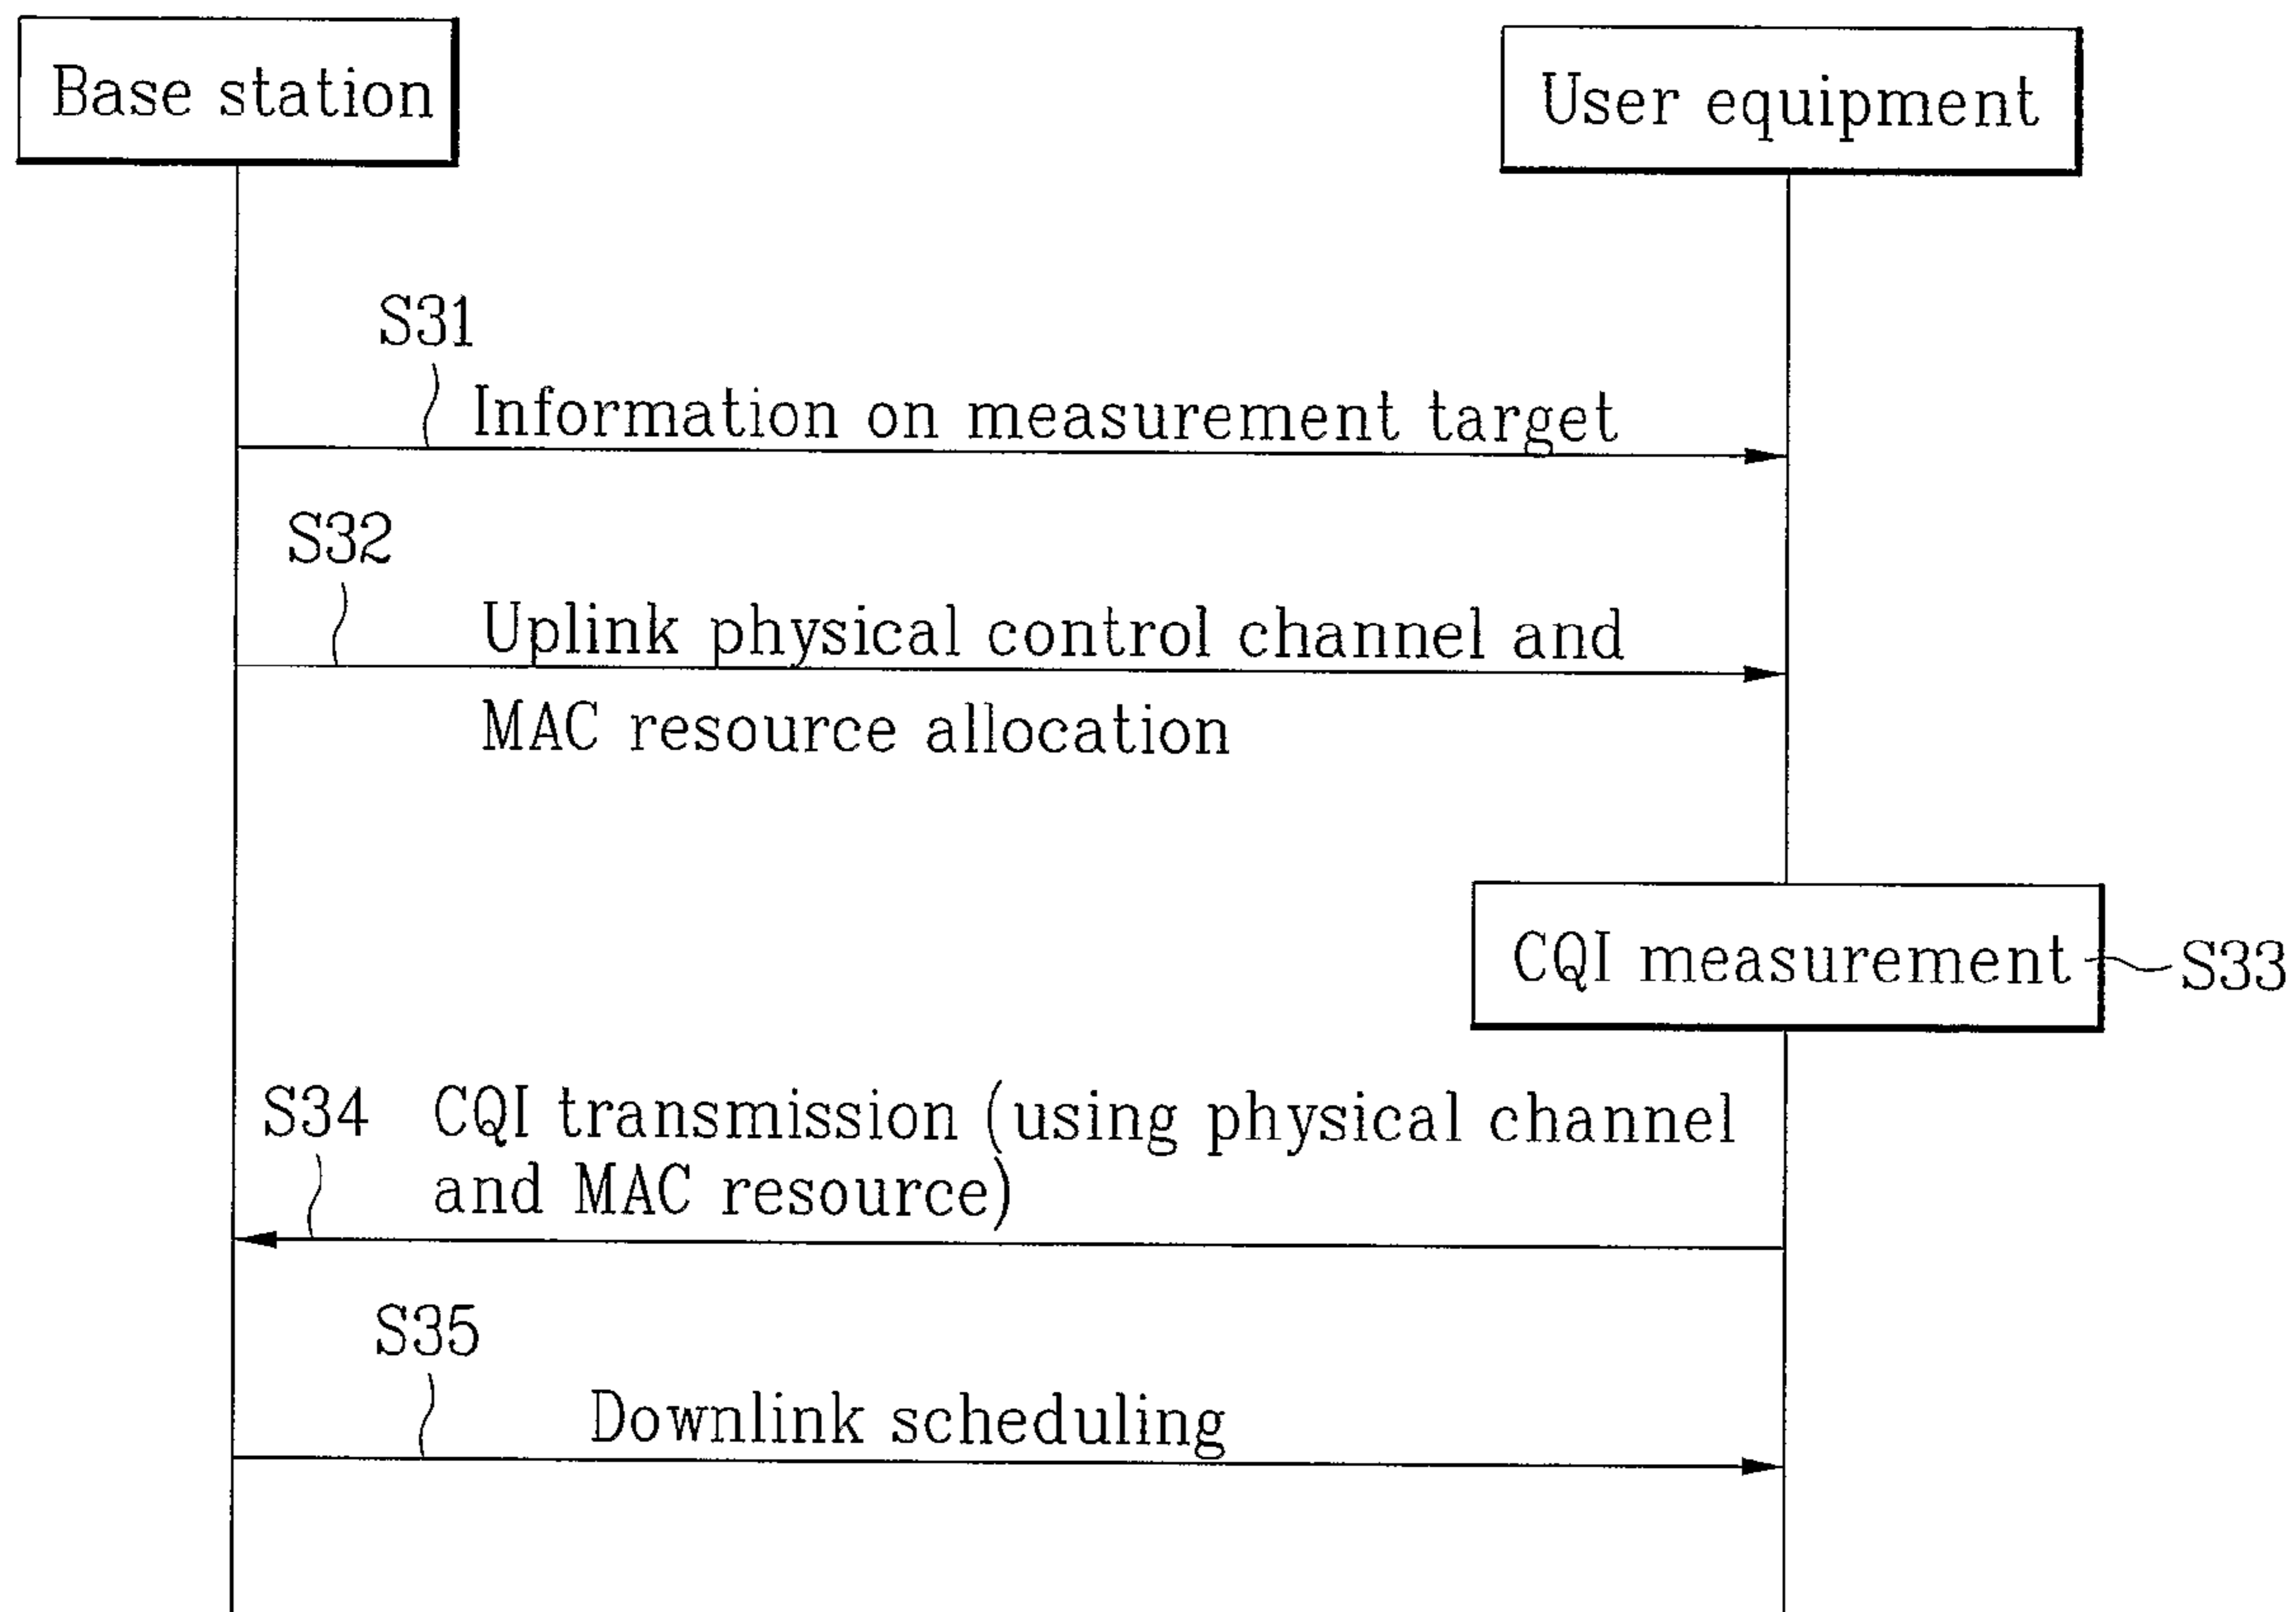 Base station
User equipment
S31
Information on measurement target
S32
Uplink physical control channel and
MAC resource allocation
CQI measurement
S33
S34
CQI transmission (using physical channel
and MAC resource)
S35
Downlink scheduling